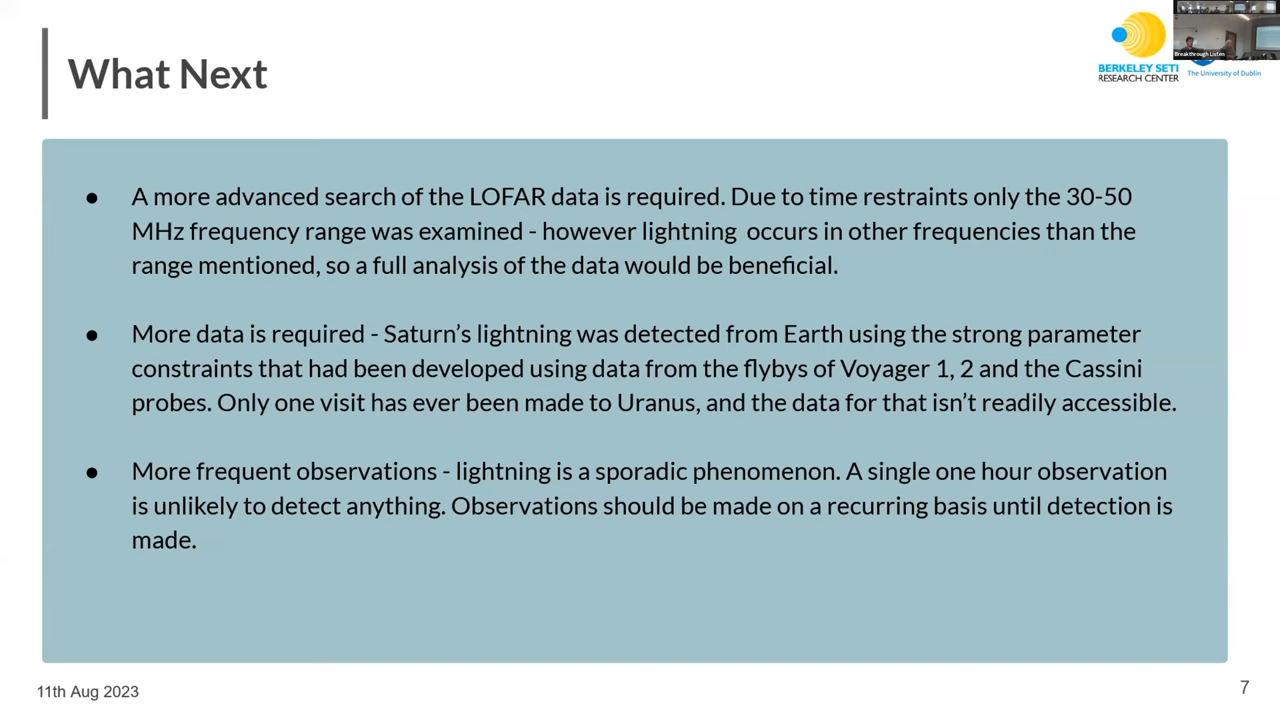 What Next
BERKELEY SETI
RESEARCH CENTER
Breakthrough Listen
The University of Dublin
● A more advanced search of the LOFAR data is required. Due to time restraints only the 30-50
MHz frequency range was examined - however lightning occurs in other frequencies than the
range mentioned, so a full analysis of the data would be beneficial.
● More data is required - Saturn’s lightning was detected from Earth using the strong parameter
constraints that had been developed using data from the flybys of Voyager 1, 2 and the Cassini
probes. Only one visit has ever been made to Uranus, and the data for that isn’t readily accessible.
● More frequent observations - lightning is a sporadic phenomenon. A single one hour observation
is unlikely to detect anything. Observations should be made on a recurring basis until detection is
made.
11th Aug 2023
7